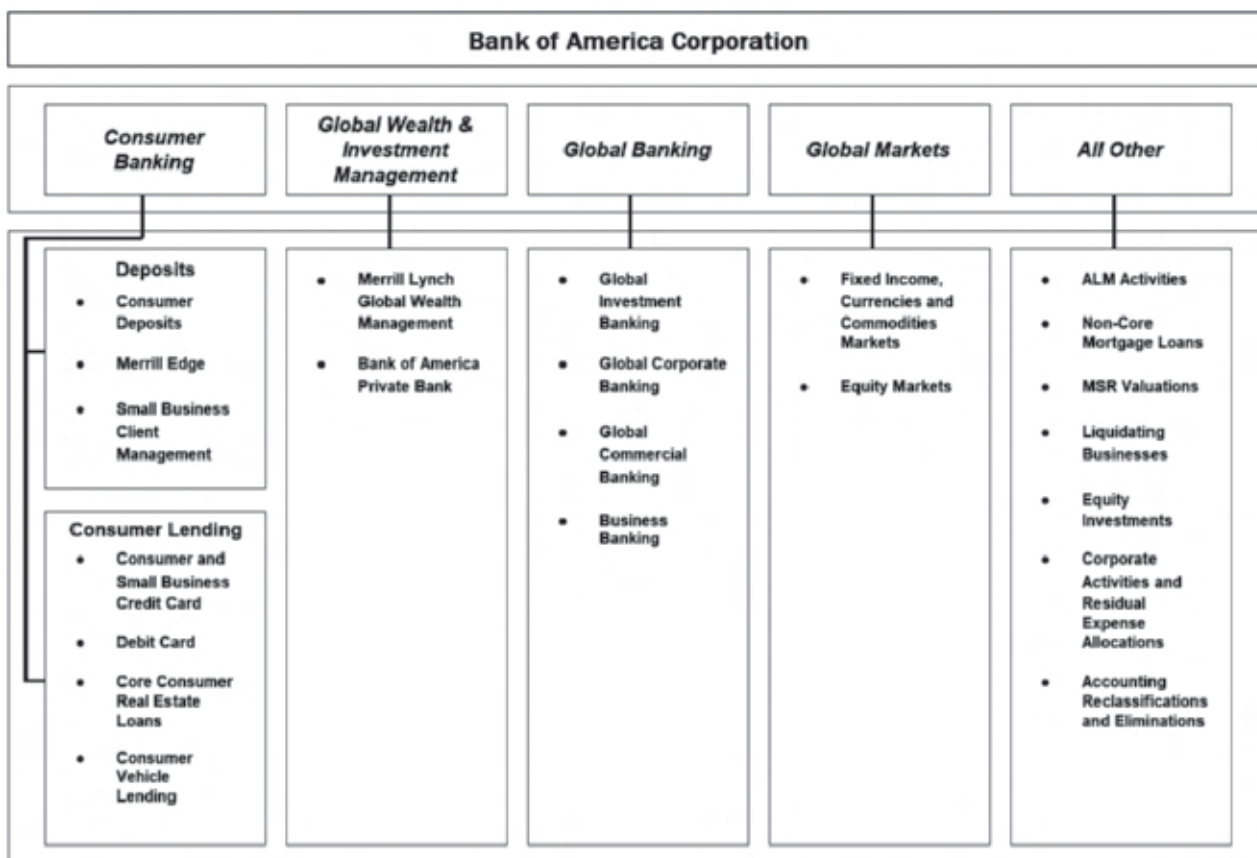 Bank of America Corporation
Consumer
Banking
Global Wealth &
Investment
Management
Global Banking
Global Markets
All Other
Deposits
• Consumer
Deposits
• Merrill Edge
• Small Business
Client
Management
Consumer Lending
• Consumer and
Small Business
Credit Card
• Debit Card
• Core Consumer
Real Estate
Loans
• Consumer
Vehicle
Lending
• Merrill Lynch
Global Wealth
Management
• Bank of America
Private Bank
• Global
Investment
Banking
• Global Corporate
Banking
• Global
Commercial
Banking
• Business
Banking
• Fixed Income,
Currencies and
Commodities
Markets
• Equity Markets
• ALM Activities
• Non-Core
Mortgage Loans
• MSR Valuations
• Liquidating
Businesses
• Equity
Investments
• Corporate
Activities and
Residual
Expense
Allocations
• Accounting
Reclassifications
and Eliminations